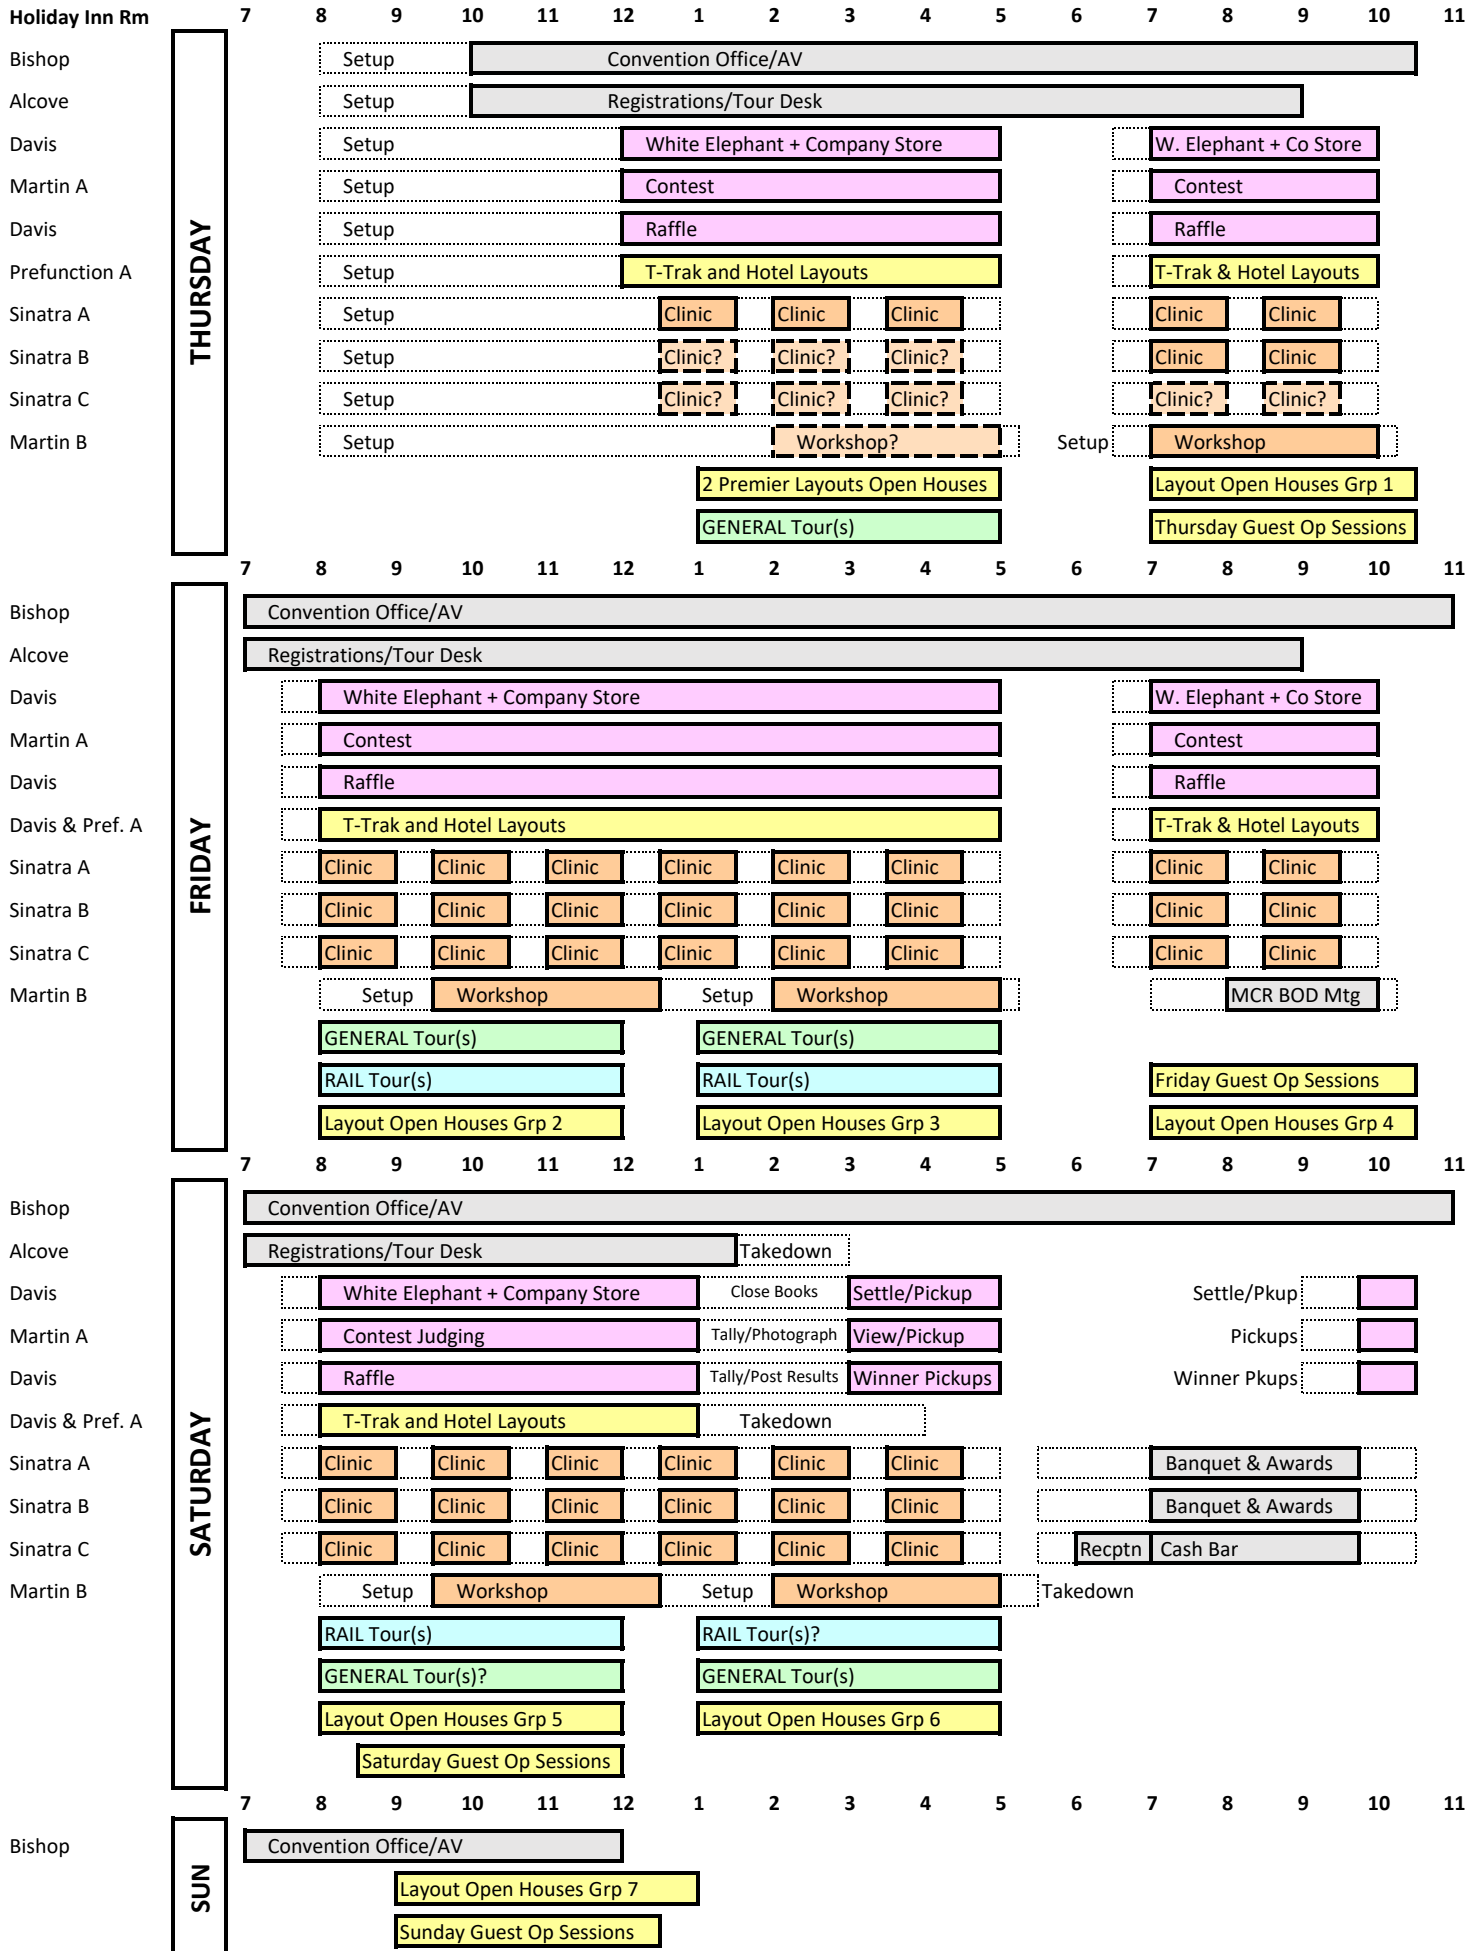 Holiday Inn Rm 7 8 9 10 11 12 1 2 3 4 5 6 7 8 9 10 11
THURSDAY
Bishop Setup Convention Office/AV
Alcove Setup Registrations/Tour Desk
Davis Setup White Elephant + Company Store W. Elephant + Co Store
Martin A Setup Contest Contest
Davis Setup Raffle Raffle
Prefunction A Setup T-Trak and Hotel Layouts T-Trak & Hotel Layouts
Sinatra A Setup Clinic Clinic Clinic Clinic Clinic
Sinatra B Setup Clinic? Clinic? Clinic? Clinic Clinic
Sinatra C Setup Clinic? Clinic? Clinic? Clinic? Clinic?
Martin B Setup Workshop? Setup Workshop
2 Premier Layouts Open Houses Layout Open Houses Grp 1
GENERAL Tour(s) Thursday Guest Op Sessions
7 8 9 10 11 12 1 2 3 4 5 6 7 8 9 10 11
FRIDAY
Bishop Convention Office/AV
Alcove Registrations/Tour Desk
Davis White Elephant + Company Store W. Elephant + Co Store
Martin A Contest Contest
Davis Raffle Raffle
Davis & Pref. A T-Trak and Hotel Layouts T-Trak & Hotel Layouts
Sinatra A Clinic Clinic Clinic Clinic Clinic Clinic Clinic Clinic
Sinatra B Clinic Clinic Clinic Clinic Clinic Clinic Clinic Clinic
Sinatra C Clinic Clinic Clinic Clinic Clinic Clinic Clinic Clinic
Martin B Setup Workshop Setup Workshop MCR BOD Mtg
GENERAL Tour(s) GENERAL Tour(s)
RAIL Tour(s) RAIL Tour(s) Friday Guest Op Sessions
Layout Open Houses Grp 2 Layout Open Houses Grp 3 Layout Open Houses Grp 4
7 8 9 10 11 12 1 2 3 4 5 6 7 8 9 10 11
SATURDAY
Bishop Convention Office/AV
Alcove Registrations/Tour Desk Takedown
Davis White Elephant + Company Store Close Books Settle/Pickup Settle/Pkup
Martin A Contest Judging Tally/Photograph View/Pickup Pickups
Davis Raffle Tally/Post Results Winner Pickups Winner Pkups
Davis & Pref. A T-Trak and Hotel Layouts Takedown
Sinatra A Clinic Clinic Clinic Clinic Clinic Clinic Banquet & Awards
Sinatra B Clinic Clinic Clinic Clinic Clinic Clinic Banquet & Awards
Sinatra C Clinic Clinic Clinic Clinic Clinic Clinic Recptn Cash Bar
Martin B Setup Workshop Setup Workshop Takedown
RAIL Tour(s) RAIL Tour(s)?
GENERAL Tour(s)? GENERAL Tour(s)
Layout Open Houses Grp 5 Layout Open Houses Grp 6
Saturday Guest Op Sessions
7 8 9 10 11 12 1 2 3 4 5 6 7 8 9 10 11
SUN
Bishop Convention Office/AV
Layout Open Houses Grp 7
Sunday Guest Op Sessions